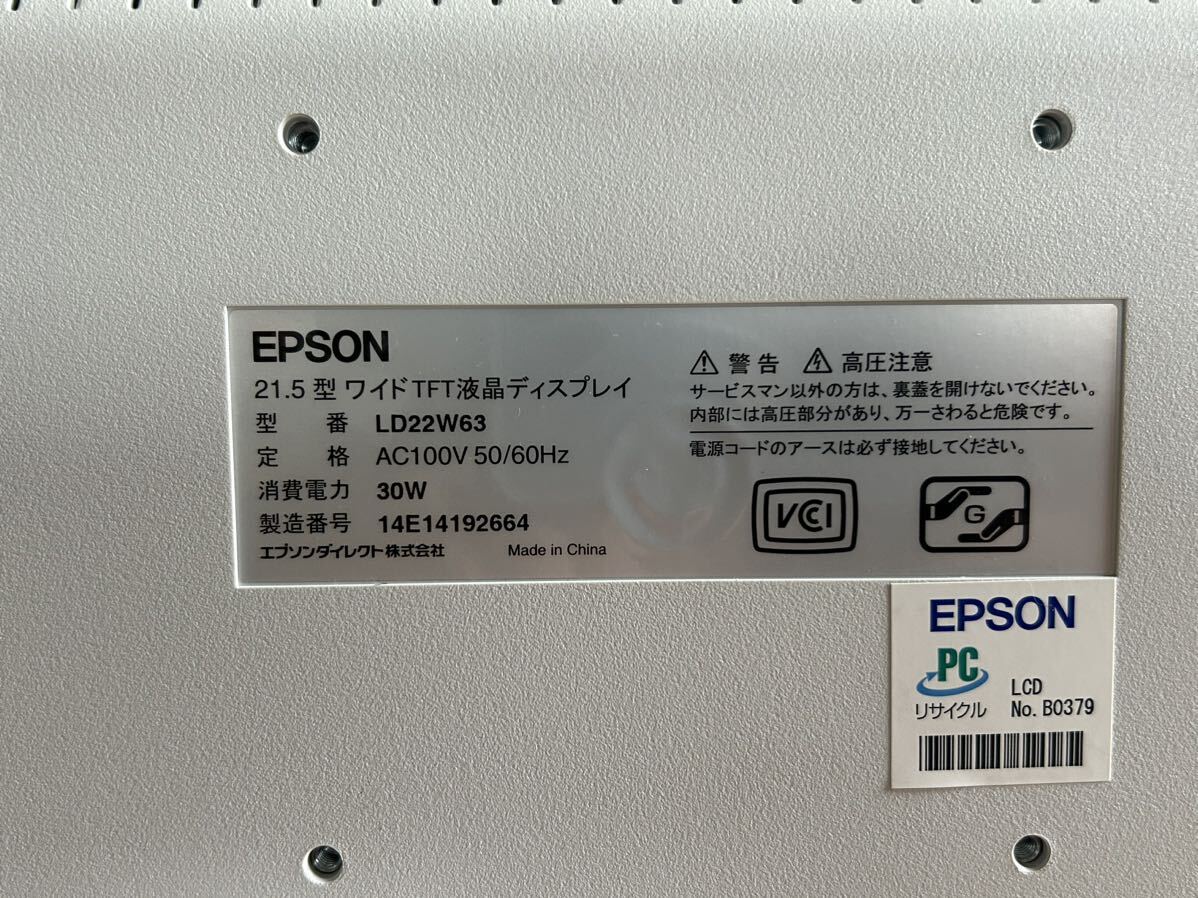 EPSON
21.5 型 ワイド TFT液晶ディスプレイ
型 番 LD22W63
定 格 AC100V 50/60Hz
消費電力 30W
製造番号 14E14192664
エプソンダイレクト株式会社 Made in China
警告 高圧注意
サービスマン以外の方は、裏蓋を開けないでください。
内部には高圧部分があり、万一さわると危険です。
電源コードのアースは必ず接地してください。
VCCI
G
EPSON
PC
リサイクル
LCD
No. B0379